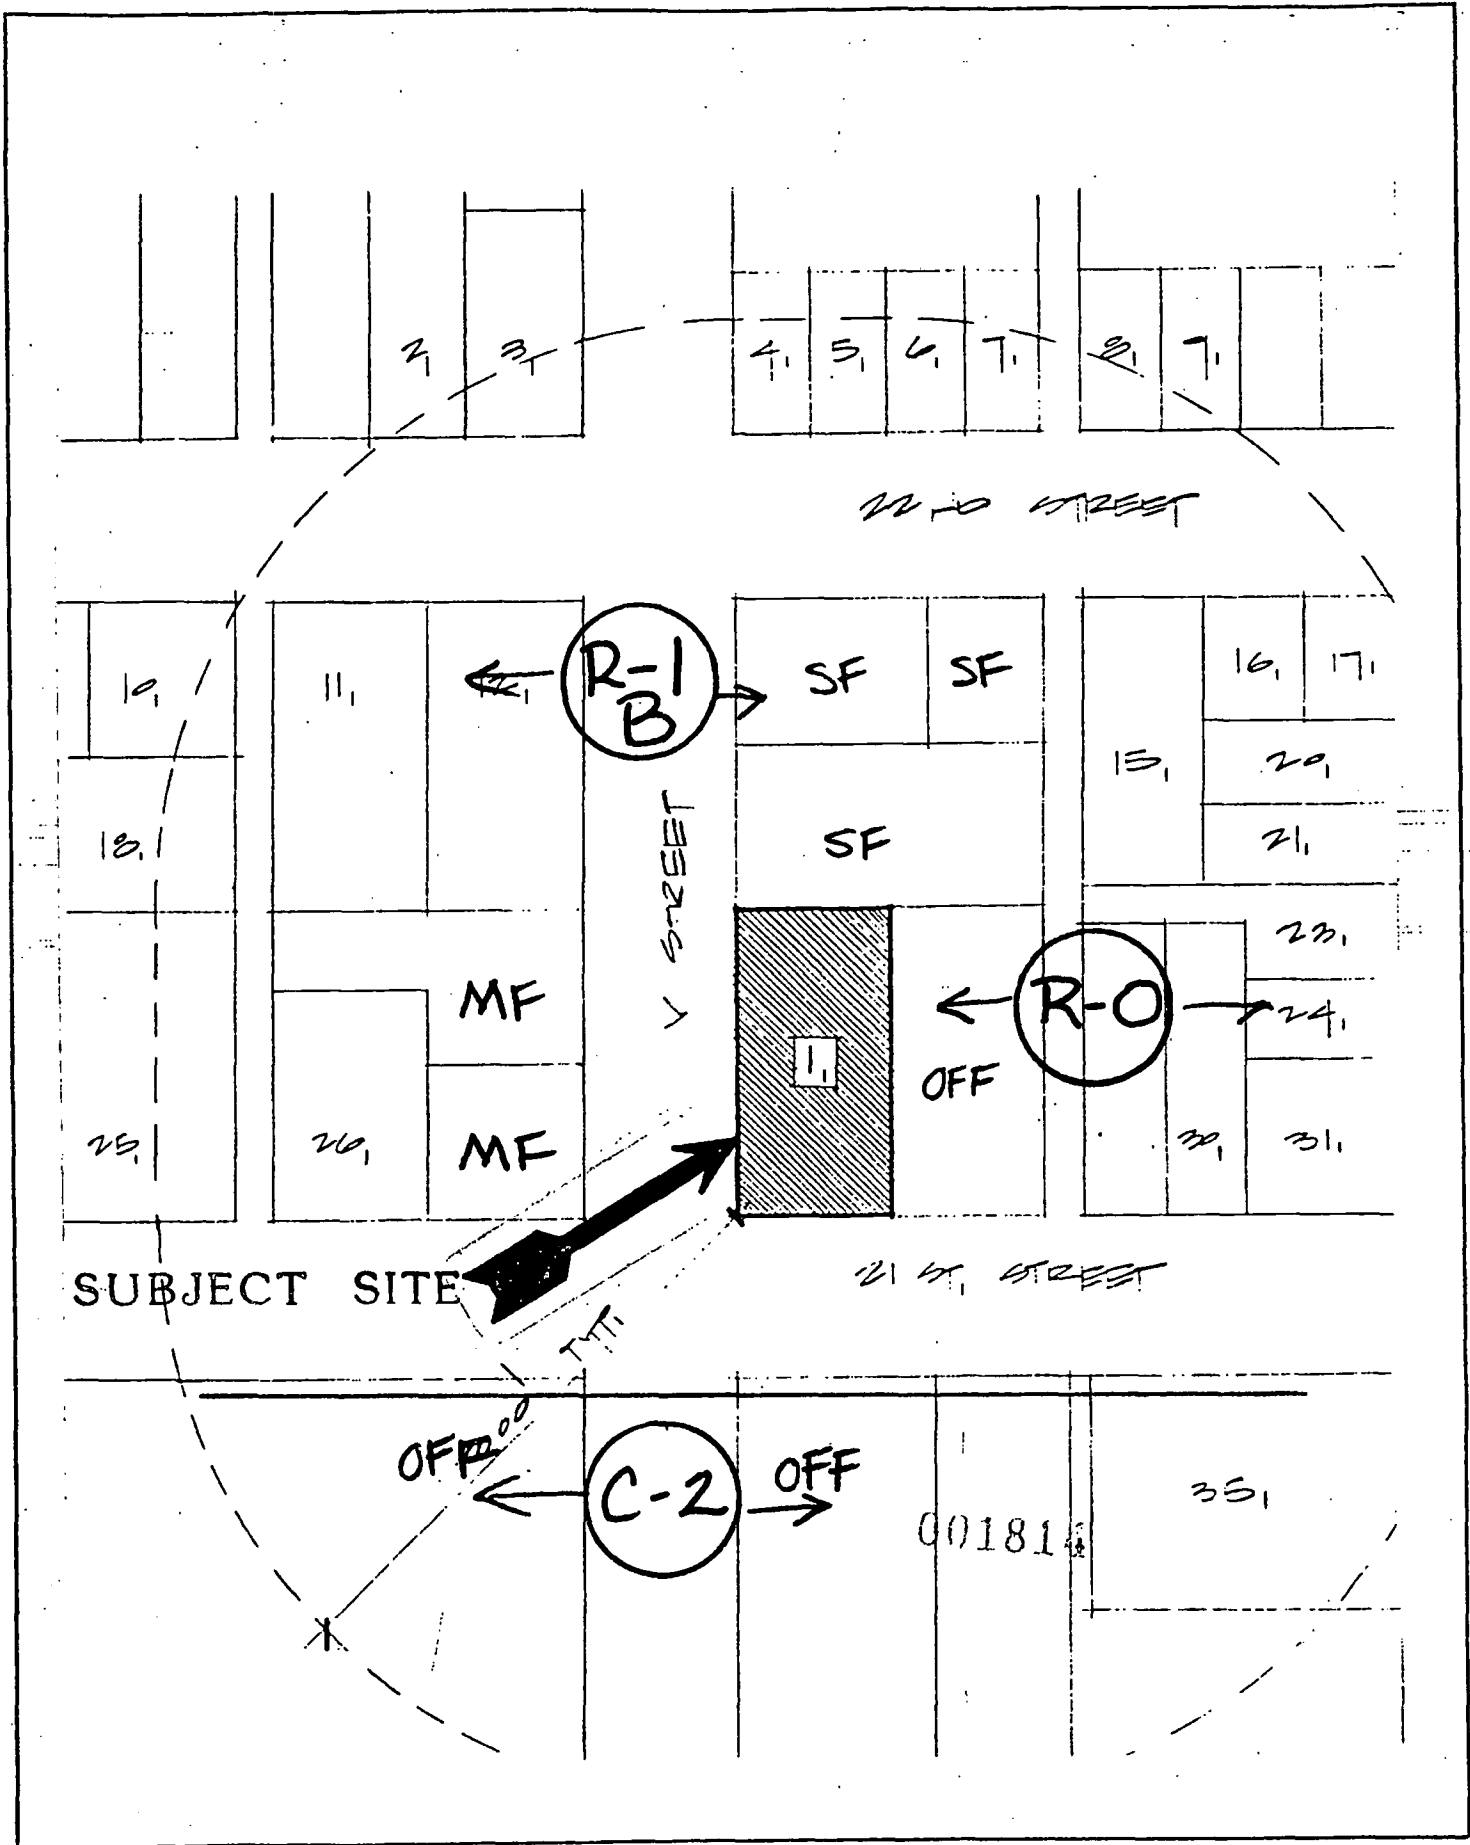 2, 3, 4, 5, 6, 7, 8, 7,
22ND STREET
10, 11, R-1 B SF SF 16, 17,
15, 20,
18, SF 21,
V STREET
23,
MF R-O 24,
1, OFF
25, 26, MF 30, 31,
SUBJECT SITE 21 ST, STREET
TYP.
OFF C-2 OFF 35,
001814